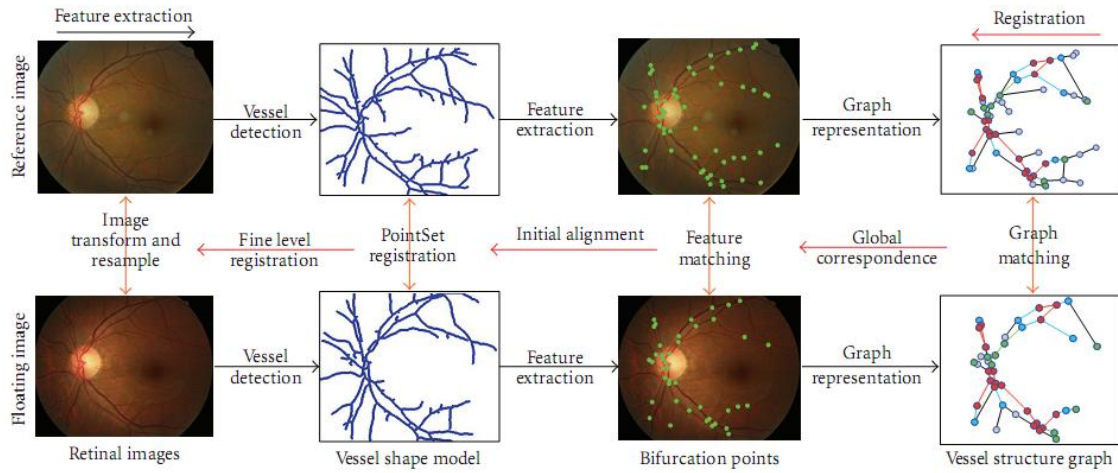 Feature extraction
Registration
Reference image
Vessel
detection
Feature
extraction
Graph
representation
Image
transform and
resample
Fine level
registration
PointSet
registration
Initial alignment
Feature
matching
Global
correspondence
Graph
matching
Floating image
Vessel
detection
Feature
extraction
Graph
representation
Retinal images
Vessel shape model
Bifurcation points
Vessel structure graph